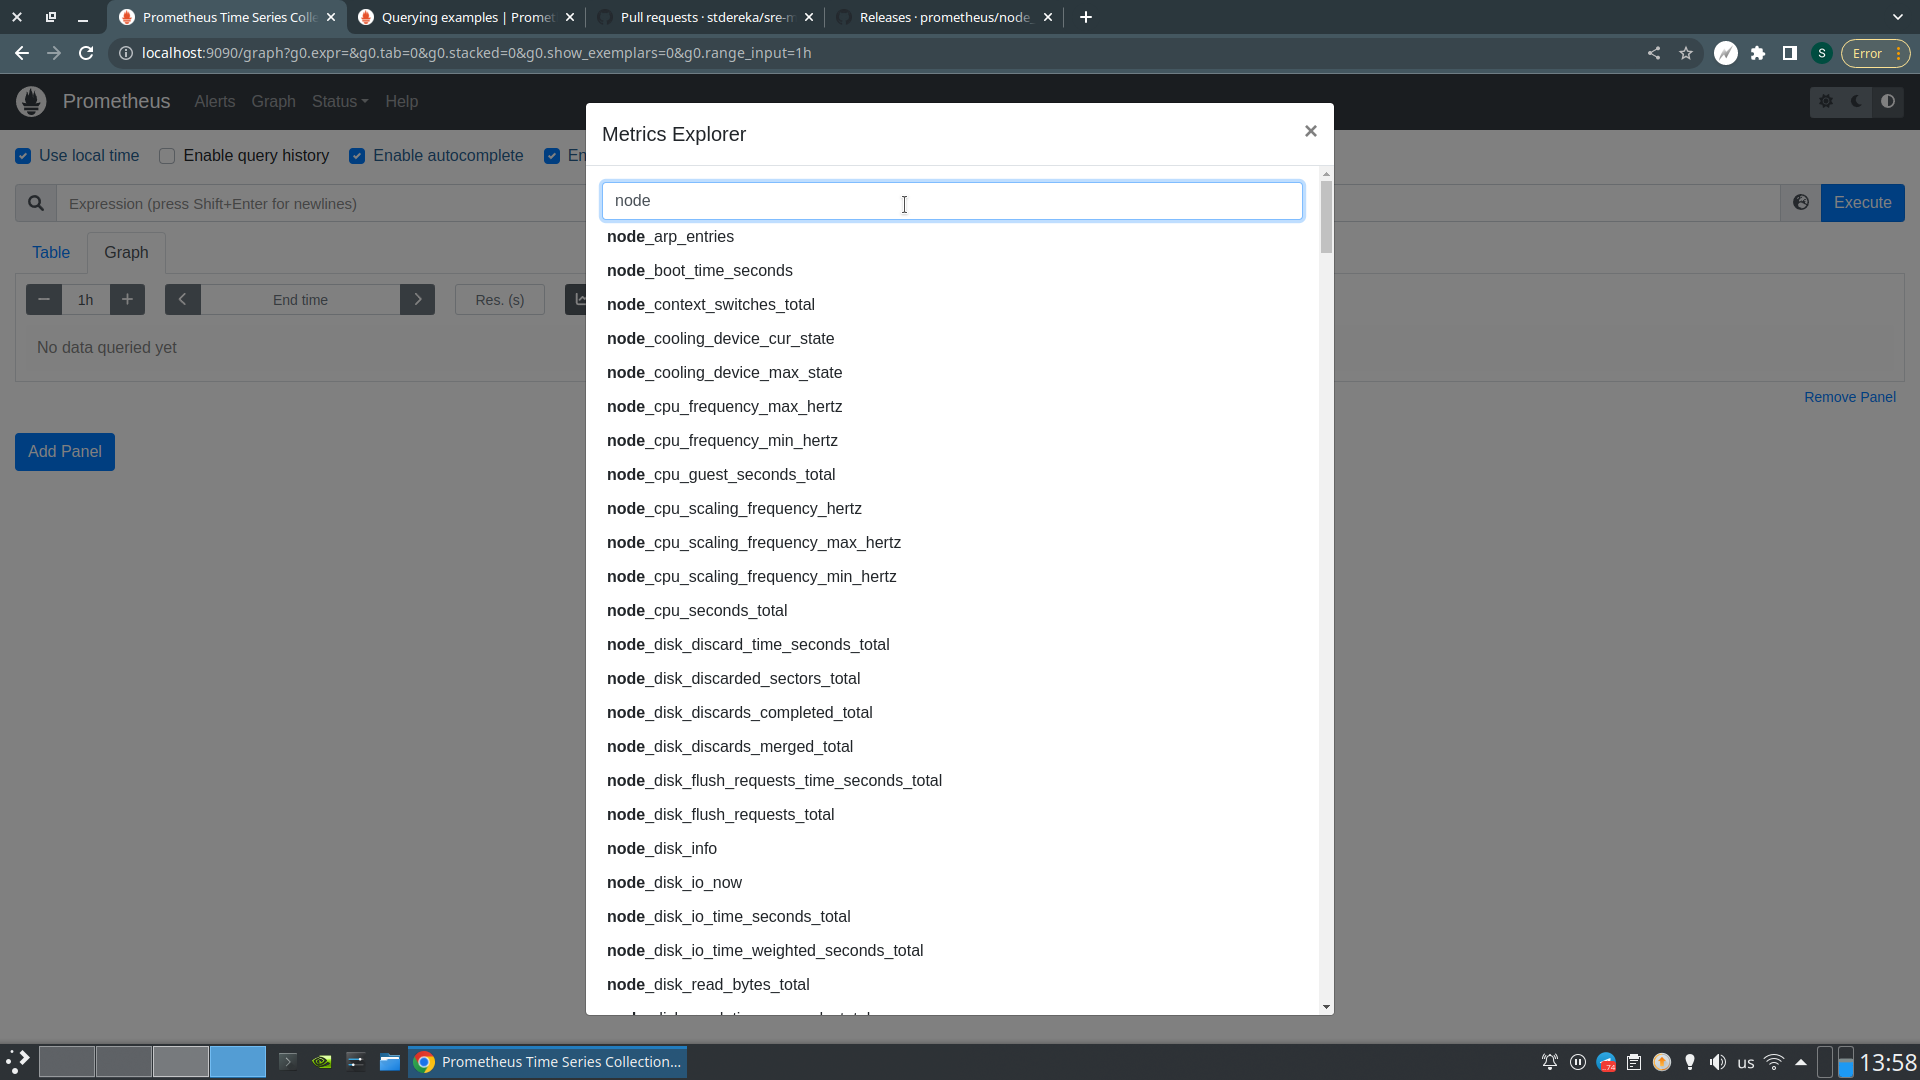 Prometheus Time Series Colle
Querying examples | Promet
Pull requests · stdereka/sre-m
Releases · prometheus/node_
localhost:9090/graph?g0.expr=&g0.tab=0&g0.stacked=0&g0.show_exemplars=0&g0.range_input=1h
S
Error
Prometheus
Alerts
Graph
Status
Help
Use local time
Enable query history
Enable autocomplete
En
Expression (press Shift+Enter for newlines)
Execute
Table
Graph
1h
End time
Res. (s)
No data queried yet
Remove Panel
Add Panel
Metrics Explorer
node
node_arp_entries
node_boot_time_seconds
node_context_switches_total
node_cooling_device_cur_state
node_cooling_device_max_state
node_cpu_frequency_max_hertz
node_cpu_frequency_min_hertz
node_cpu_guest_seconds_total
node_cpu_scaling_frequency_hertz
node_cpu_scaling_frequency_max_hertz
node_cpu_scaling_frequency_min_hertz
node_cpu_seconds_total
node_disk_discard_time_seconds_total
node_disk_discarded_sectors_total
node_disk_discards_completed_total
node_disk_discards_merged_total
node_disk_flush_requests_time_seconds_total
node_disk_flush_requests_total
node_disk_info
node_disk_io_now
node_disk_io_time_seconds_total
node_disk_io_time_weighted_seconds_total
node_disk_read_bytes_total
Prometheus Time Series Collection...
us
13:58